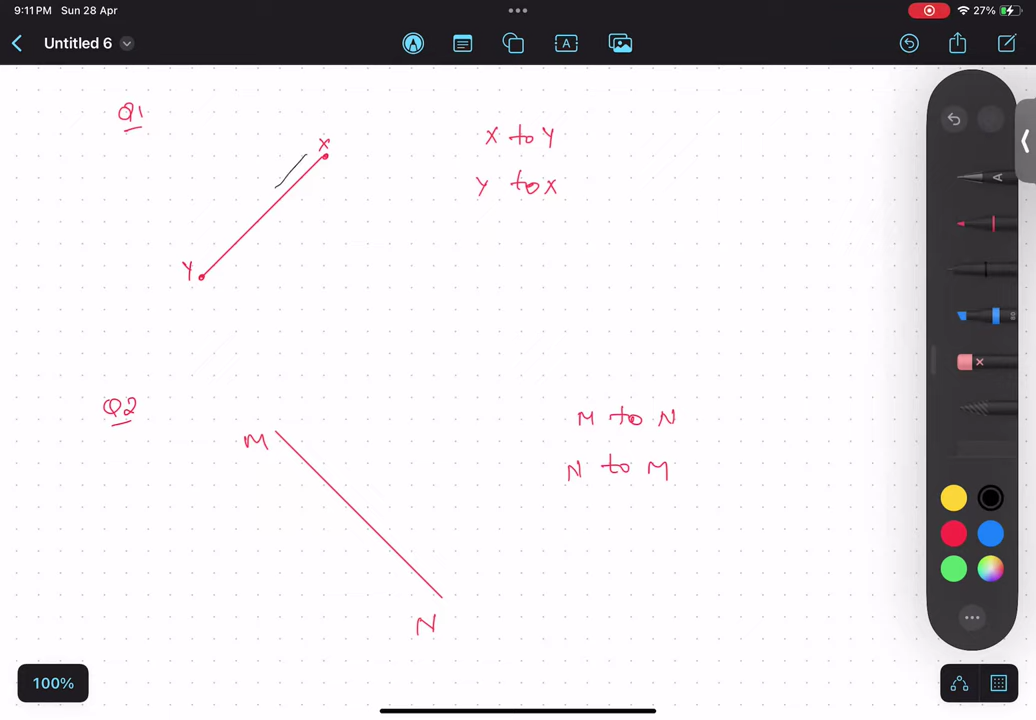 9:11 PM Sun 28 Apr
27%
Untitled 6
A
Q1
X
X to Y
Y to X
Y
Q2
M to N
M
N to M
N
100%